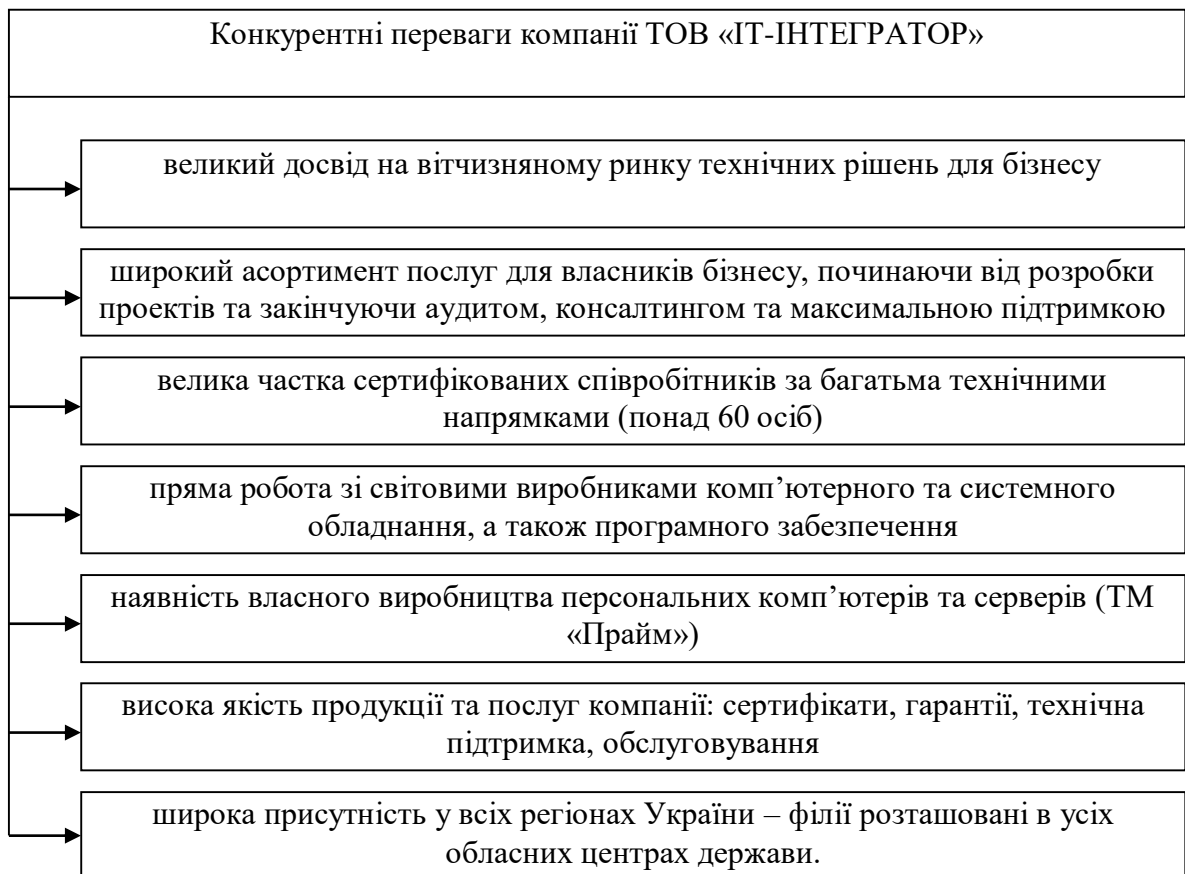 Конкурентні переваги компанії ТОВ «ІТ-ІНТЕГРАТОР»
великий досвід на вітчизняному ринку технічних рішень для бізнесу
широкий асортимент послуг для власників бізнесу, починаючи від розробки
проектів та закінчуючи аудитом, консалтингом та максимальною підтримкою
велика частка сертифікованих співробітників за багатьма технічними
напрямками (понад 60 осіб)
пряма робота зі світовими виробниками комп’ютерного та системного
обладнання, а також програмного забезпечення
наявність власного виробництва персональних комп’ютерів та серверів (ТМ
«Прайм»)
висока якість продукції та послуг компанії: сертифікати, гарантії, технічна
підтримка, обслуговування
широка присутність у всіх регіонах України – філії розташовані в усіх
обласних центрах держави.